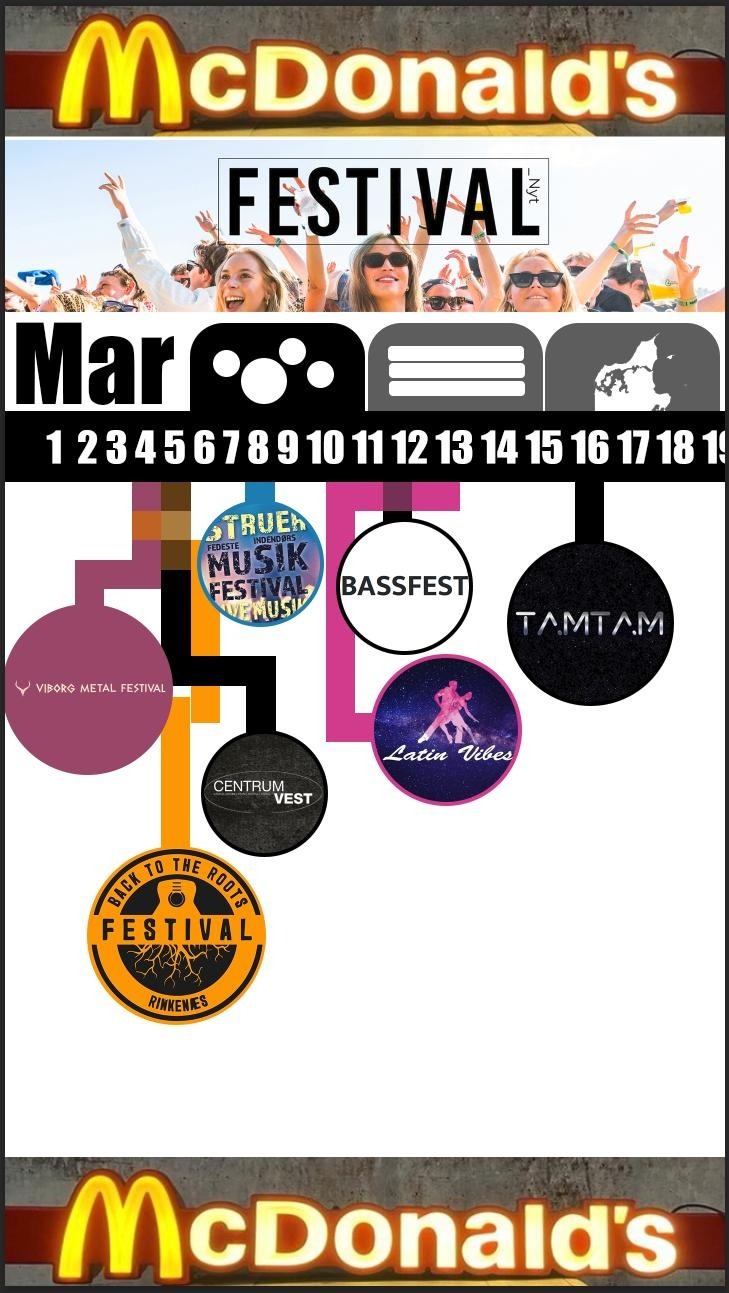 McDonald's
FESTIVAL
_Nyt
Mar
1 2 3 4 5 6 7 8 9 10 11 12 13 14 15 16 17 18 19
STRUER
FEDESTE INDENDØRS
MUSIK
FESTIVAL
LIVE MUSIK
BASSFEST
TAMTAM
VIBORG METAL FESTIVAL
Latin Vibes
CENTRUM
VEST
BACK TO THE ROOTS
FESTIVAL
RINKENÆS
McDonald's